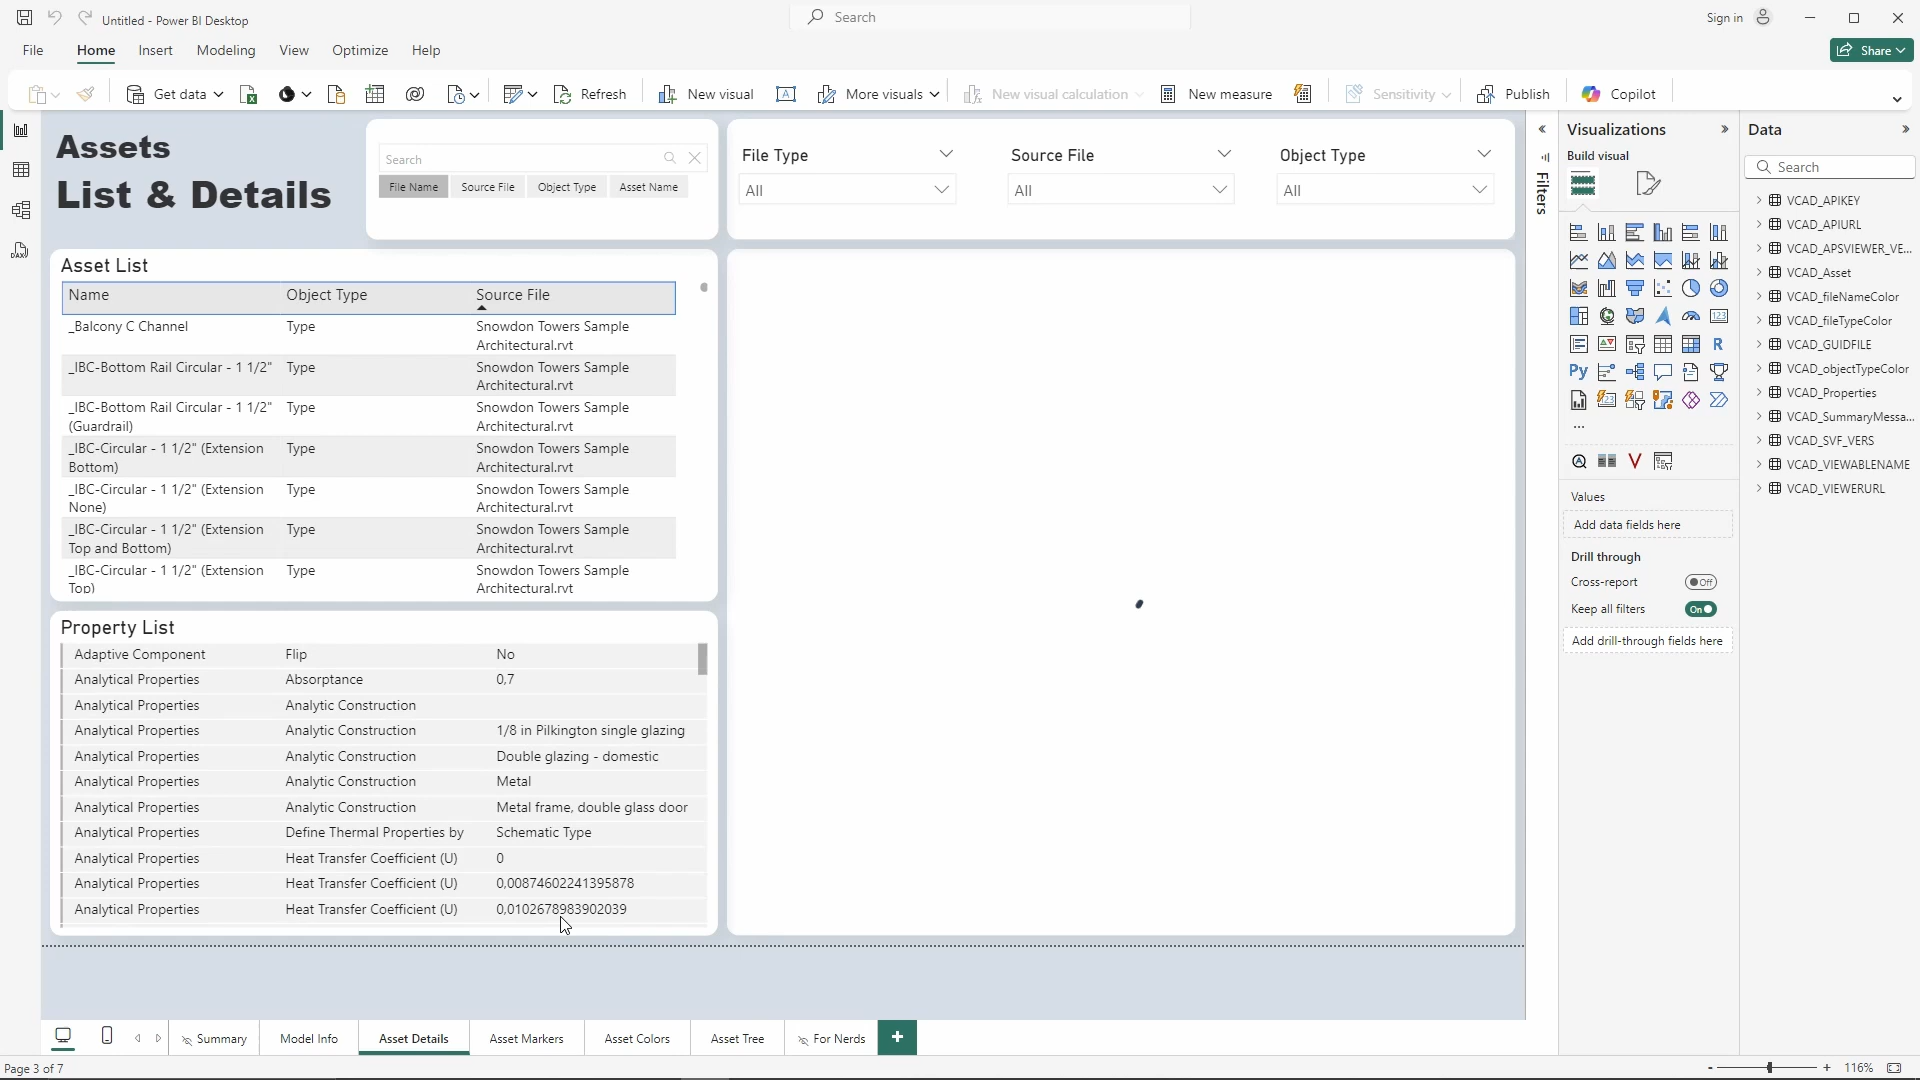 Untitled - Power BI Desktop
Search
Sign in
File Home Insert Modeling View Optimize Help
Share
Get data
Refresh
New visual
More visuals
New visual calculation
New measure
Sensitivity
Publish
Copilot
Assets
List & Details
Search
File Name Source File Object Type Asset Name
File Type
All
Source File
All
Object Type
All
Asset List
Name Object Type Source File
_Balcony C Channel Type Snowdon Towers Sample
Architectural.rvt
_IBC-Bottom Rail Circular - 1 1/2" Type Snowdon Towers Sample
Architectural.rvt
_IBC-Bottom Rail Circular - 1 1/2" Type Snowdon Towers Sample
(Guardrail) Architectural.rvt
_IBC-Circular - 1 1/2" (Extension Type Snowdon Towers Sample
Bottom) Architectural.rvt
_IBC-Circular - 1 1/2" (Extension Type Snowdon Towers Sample
None) Architectural.rvt
_IBC-Circular - 1 1/2" (Extension Type Snowdon Towers Sample
Top and Bottom) Architectural.rvt
_IBC-Circular - 1 1/2" (Extension Type Snowdon Towers Sample
Top) Architectural.rvt
Property List
Adaptive Component Flip No
Analytical Properties Absorptance 0,7
Analytical Properties Analytic Construction
Analytical Properties Analytic Construction 1/8 in Pilkington single glazing
Analytical Properties Analytic Construction Double glazing - domestic
Analytical Properties Analytic Construction Metal
Analytical Properties Analytic Construction Metal frame, double glass door
Analytical Properties Define Thermal Properties by Schematic Type
Analytical Properties Heat Transfer Coefficient (U) 0
Analytical Properties Heat Transfer Coefficient (U) 0,00874602241395878
Analytical Properties Heat Transfer Coefficient (U) 0,0102678983902039
Filters
Visualizations
Build visual
R
Py
Values
Add data fields here
Drill through
Cross-report Off
Keep all filters On
Add drill-through fields here
Data
Search
VCAD_APIKEY
VCAD_APIURL
VCAD_APSVIEWER_VE...
VCAD_Asset
VCAD_fileNameColor
VCAD_fileTypeColor
VCAD_GUIDFILE
VCAD_objectTypeColor
VCAD_Properties
VCAD_SummaryMessa...
VCAD_SVF_VERS
VCAD_VIEWABLENAME
VCAD_VIEWERURL
Summary Model Info Asset Details Asset Markers Asset Colors Asset Tree For Nerds
Page 3 of 7
116%